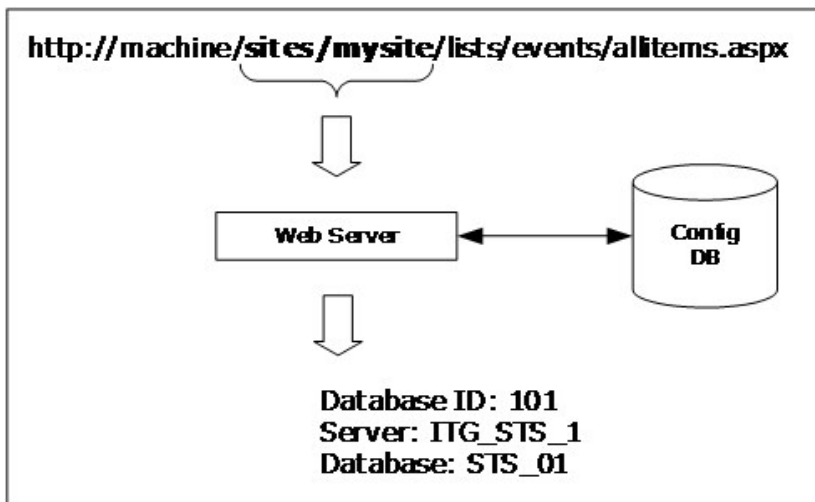 http://machine/sites/mysite/lists/events/allitems.aspx
Web Server
Config
DB
Database ID: 101
Server: ITG_STS_1
Database: STS_01